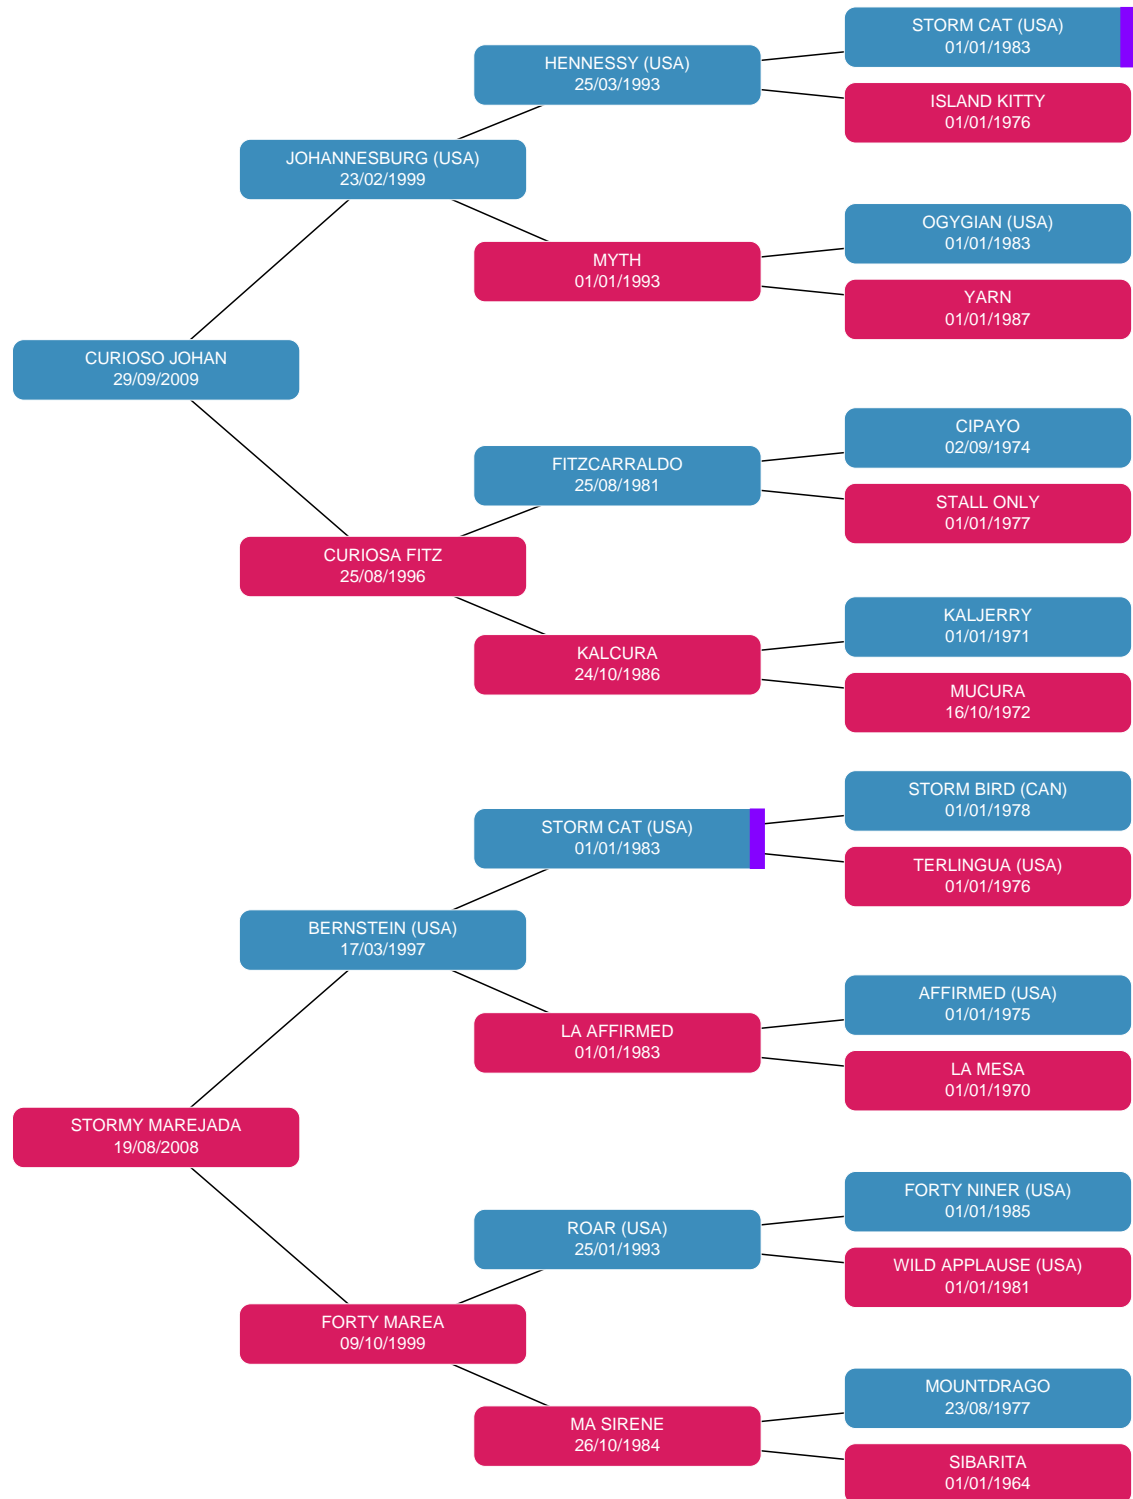 STORM CAT (USA)
01/01/1983
HENNESSY (USA)
25/03/1993
ISLAND KITTY
01/01/1976
JOHANNESBURG (USA)
23/02/1999
OGYGIAN (USA)
01/01/1983
MYTH
01/01/1993
YARN
01/01/1987
CURIOSO JOHAN
29/09/2009
CIPAYO
02/09/1974
FITZCARRALDO
25/08/1981
STALL ONLY
01/01/1977
CURIOSA FITZ
25/08/1996
KALJERRY
01/01/1971
KALCURA
24/10/1986
MUCURA
16/10/1972
STORM BIRD (CAN)
01/01/1978
STORM CAT (USA)
01/01/1983
TERLINGUA (USA)
01/01/1976
BERNSTEIN (USA)
17/03/1997
AFFIRMED (USA)
01/01/1975
LA AFFIRMED
01/01/1983
LA MESA
01/01/1970
STORMY MAREJADA
19/08/2008
FORTY NINER (USA)
01/01/1985
ROAR (USA)
25/01/1993
WILD APPLAUSE (USA)
01/01/1981
FORTY MAREA
09/10/1999
MOUNTDRAGO
23/08/1977
MA SIRENE
26/10/1984
SIBARITA
01/01/1964